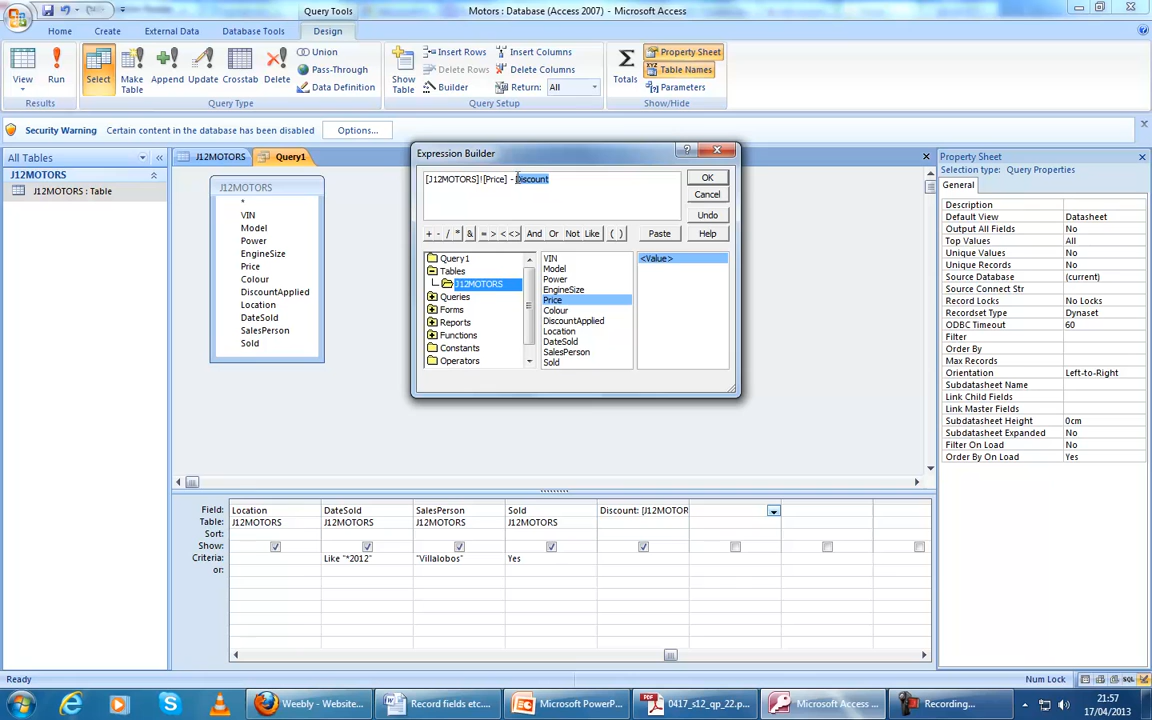 Query Tools
Motors : Database (Access 2007) - Microsoft Access
Home
Create
External Data
Database Tools
Design
View
Run
Select
Make Table
Append
Update
Crosstab
Delete
Union
Pass-Through
Data Definition
Show Table
Insert Rows
Delete Rows
Builder
Insert Columns
Delete Columns
Return: All
Totals
Property Sheet
Table Names
Parameters
Results
Query Type
Query Setup
Show/Hide
Security Warning Certain content in the database has been disabled Options...
All Tables
J12MOTORS
J12MOTORS : Table
J12MOTORS
Query1
J12MOTORS
*
VIN
Model
Power
EngineSize
Price
Colour
DiscountApplied
Location
DateSold
SalesPerson
Sold
Expression Builder
[J12MOTORS]![Price] - Discount
OK
Cancel
Undo
Help
+ - / * & = > < <> And Or Not Like ( ) Paste
Query1
Tables
J12MOTORS
Queries
Forms
Reports
Functions
Constants
Operators
VIN
Model
Power
EngineSize
Price
Colour
DiscountApplied
Location
DateSold
SalesPerson
Sold
<Value>
Property Sheet
Selection type: Query Properties
General
Description
Default View Datasheet
Output All Fields No
Top Values All
Unique Values No
Unique Records No
Source Database (current)
Source Connect Str
Record Locks No Locks
Recordset Type Dynaset
ODBC Timeout 60
Filter
Order By
Max Records
Orientation Left-to-Right
Subdatasheet Name
Link Child Fields
Link Master Fields
Subdatasheet Height 0cm
Subdatasheet Expanded No
Filter On Load No
Order By On Load Yes
Field: Location DateSold SalesPerson Sold Discount: [J12MOTOR
Table: J12MOTORS J12MOTORS J12MOTORS J12MOTORS
Sort:
Show:
Criteria: Like "*2012" "Villalobos" Yes
or:
Ready
Num Lock
SQL
Weebly - Website...
Record fields etc....
Microsoft PowerP...
0417_s12_qp_22.p...
Microsoft Access ...
Recording...
21:57
17/04/2013